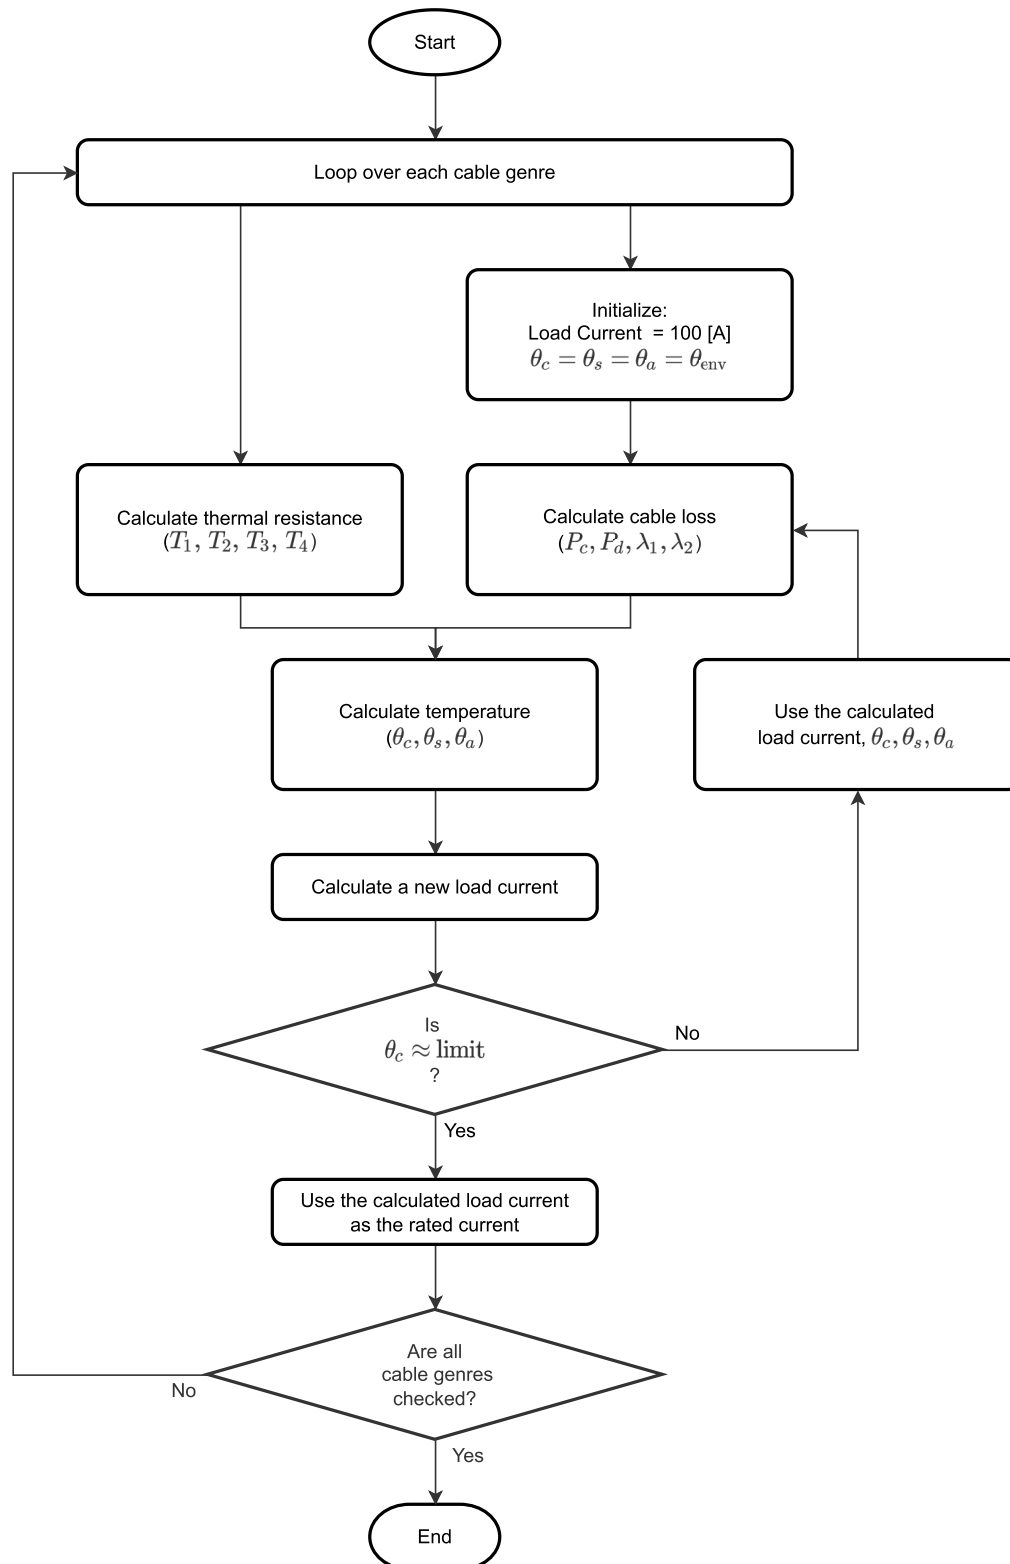 Start
Loop over each cable genre
Initialize:
Load Current = 100 [A]
θc = θs = θa = θenv
Calculate thermal resistance
(T1, T2, T3, T4)
Calculate cable loss
(Pc, Pd, λ1, λ2)
Calculate temperature
(θc, θs, θa)
Use the calculated
load current, θc, θs, θa
Calculate a new load current
Is
θc ≈ limit
?
No
Yes
Use the calculated load current
as the rated current
Are all
cable genres
checked?
No
Yes
End